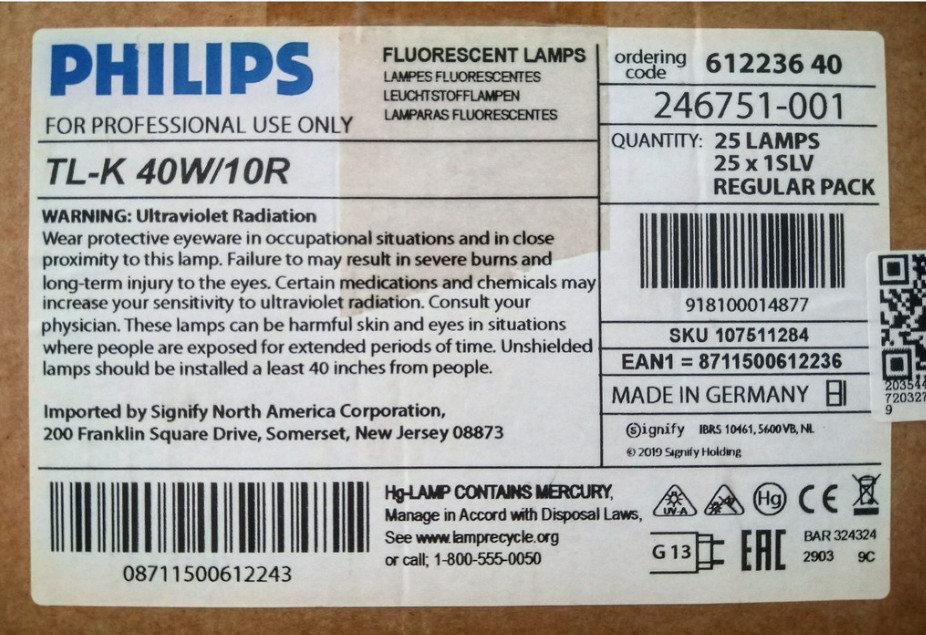 PHILIPS
FOR PROFESSIONAL USE ONLY
FLUORESCENT LAMPS
LAMPES FLUORESCENTES
LEUCHTSTOFFLAMPEN
LAMPARAS FLUORESCENTES
TL-K 40W/10R
WARNING: Ultraviolet Radiation
Wear protective eyeware in occupational situations and in close
proximity to this lamp. Failure to may result in severe burns and
long-term injury to the eyes. Certain medications and chemicals may
increase your sensitivity to ultraviolet radiation. Consult your
physician. These lamps can be harmful skin and eyes in situations
where people are exposed for extended periods of time. Unshielded
lamps should be installed a least 40 inches from people.
Imported by Signify North America Corporation,
200 Franklin Square Drive, Somerset, New Jersey 08873
ordering
code
612236 40
246751-001
QUANTITY: 25 LAMPS
25 x 1SLV
REGULAR PACK
918100014877
SKU 107511284
EAN1 = 8711500612236
MADE IN GERMANY
Signify IBRS 10461, 5600 VB, NL
© 2019 Signify Holding
08711500612243
Hg-LAMP CONTAINS MERCURY,
Manage in Accord with Disposal Laws,
See www.lamprecycle.org
or call; 1-800-555-0050
UV-A
Hg
CE
G 13
EAC
BAR 324324
2903 9C
203544
720327
9